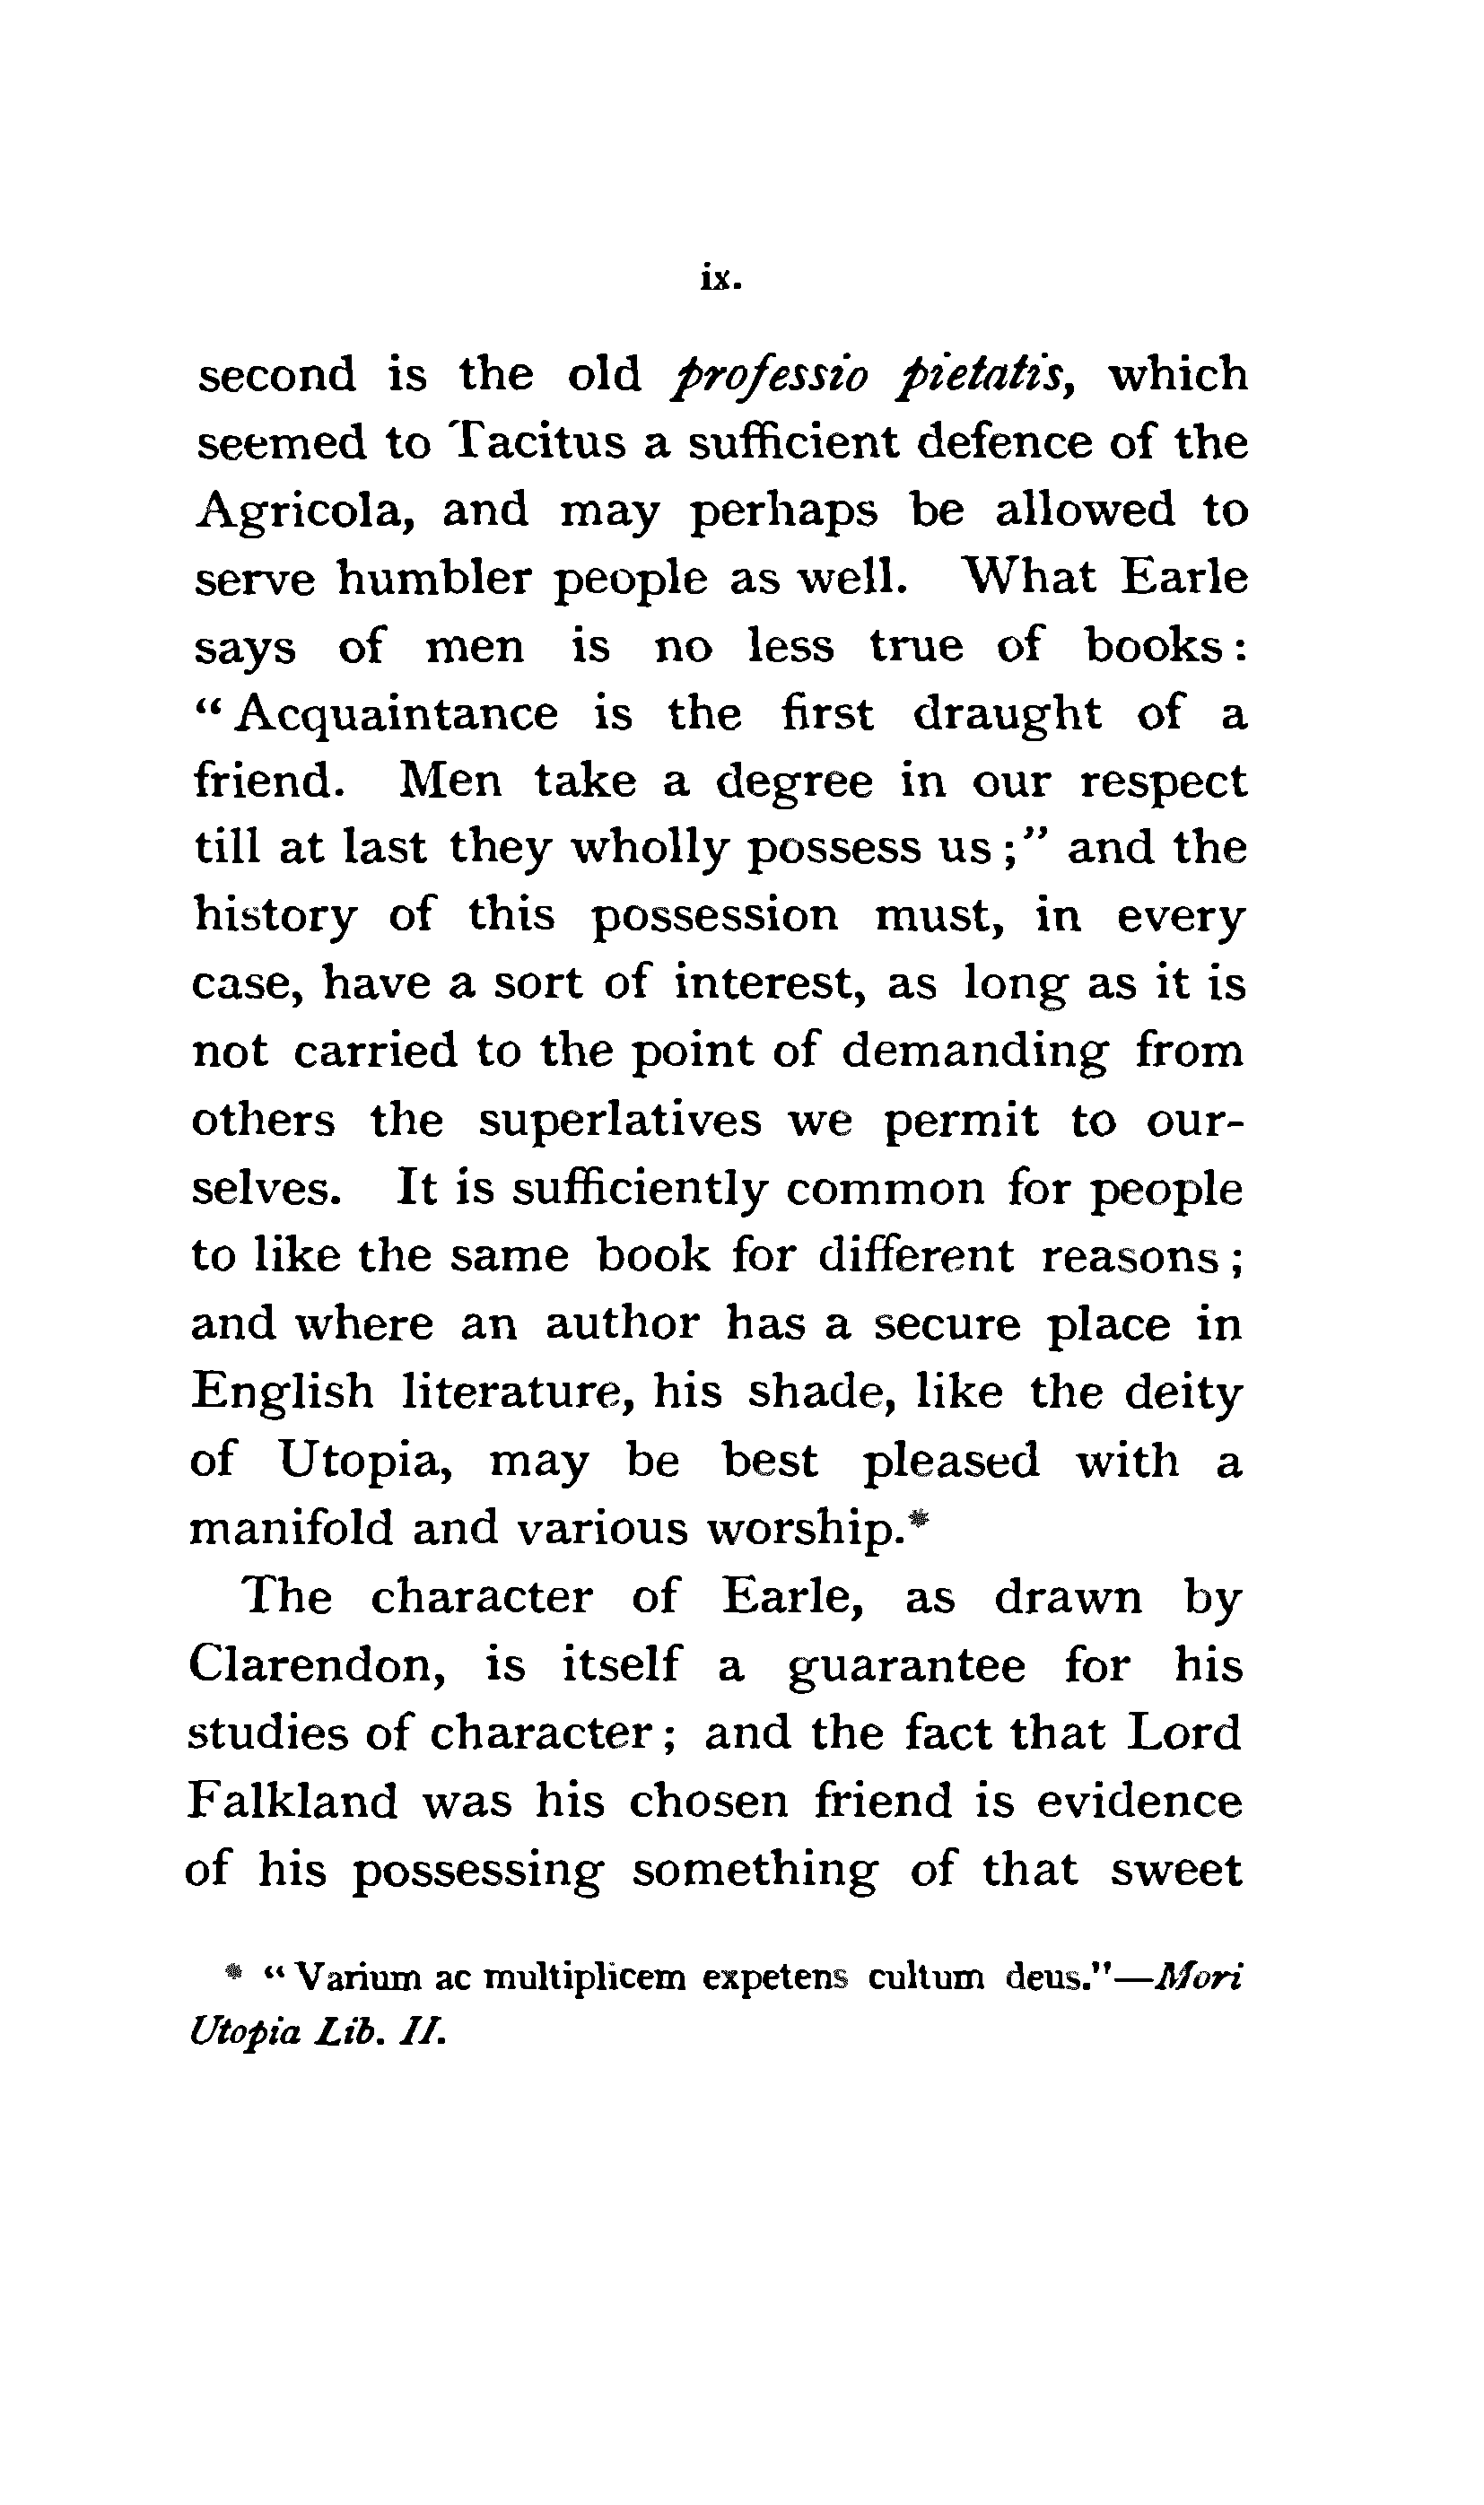 ix.
second is the old professio pietatis, which
seemed to Tacitus a sufficient defence of the
Agricola, and may perhaps be allowed to
serve humbler people as well. What Earle
says of men is no less true of books:
“Acquaintance is the first draught of a
friend. Men take a degree in our respect
till at last they wholly possess us;” and the
history of this possession must, in every
case, have a sort of interest, as long as it is
not carried to the point of demanding from
others the superlatives we permit to our-
selves. It is sufficiently common for people
to like the same book for different reasons;
and where an author has a secure place in
English literature, his shade, like the deity
of Utopia, may be best pleased with a
manifold and various worship.*
The character of Earle, as drawn by
Clarendon, is itself a guarantee for his
studies of character; and the fact that Lord
Falkland was his chosen friend is evidence
of his possessing something of that sweet
* “Varium ac multiplicem expetens cultum deus.”—Mori
Utopia Lib. II.